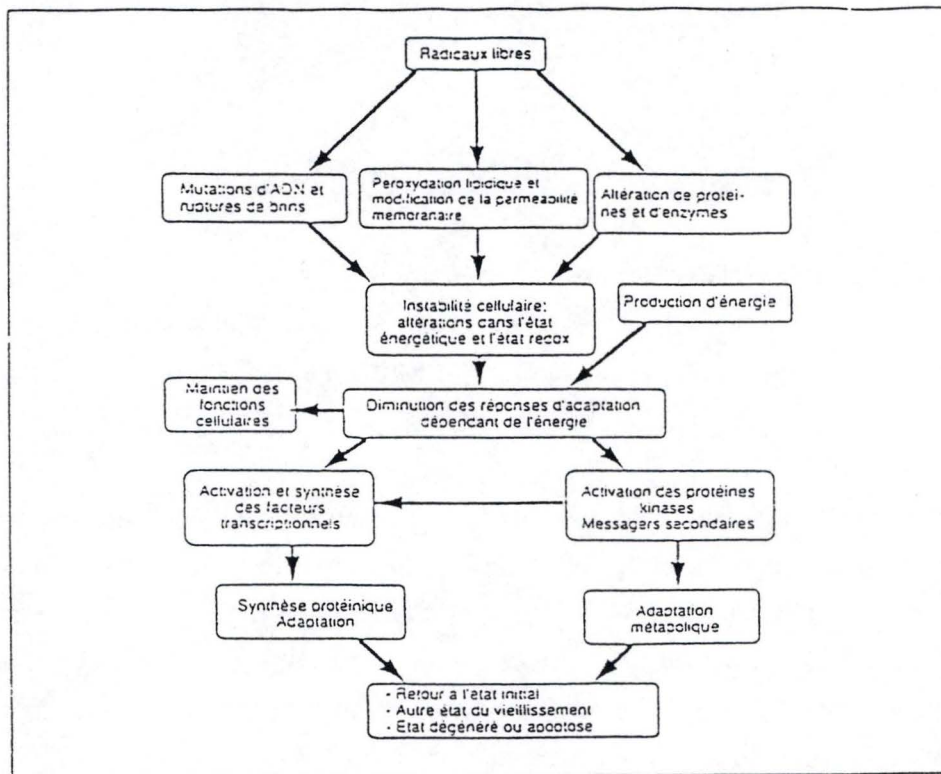 Radicaux libres
Mutations d'ADN et
ruptures de brins
Peroxydation lipidique et
modification de la perméabilité
membranaire
Altération de protéi-
nes et d'enzymes
Instabilité cellulaire:
altérations dans l'état
énergétique et l'état redox
Production d'énergie
Maintien des
fonctions
cellulaires
Diminution des réponses d'adaptation
dépendant de l'énergie
Activation et synthèse
des facteurs
transcriptionnels
Activation des protéines
kinases
Messagers secondaires
Synthèse protéinique
Adaptation
Adaptation
métabolique
- Retour à l'état initial
- Autre état du vieillissement
- Etat dégénéré ou apoptose